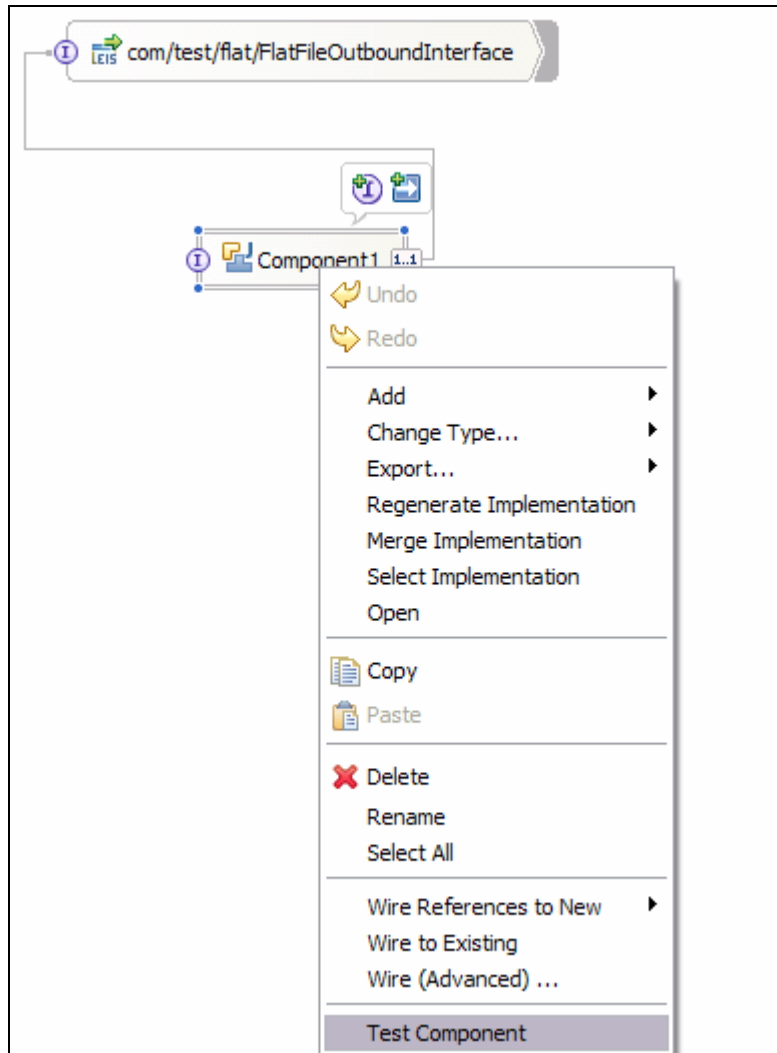 I EIS com/test/flat/FlatFileOutboundInterface
I
I Component1 1..1
Undo
Redo
Add
Change Type...
Export...
Regenerate Implementation
Merge Implementation
Select Implementation
Open
Copy
Paste
Delete
Rename
Select All
Wire References to New
Wire to Existing
Wire (Advanced) ...
Test Component